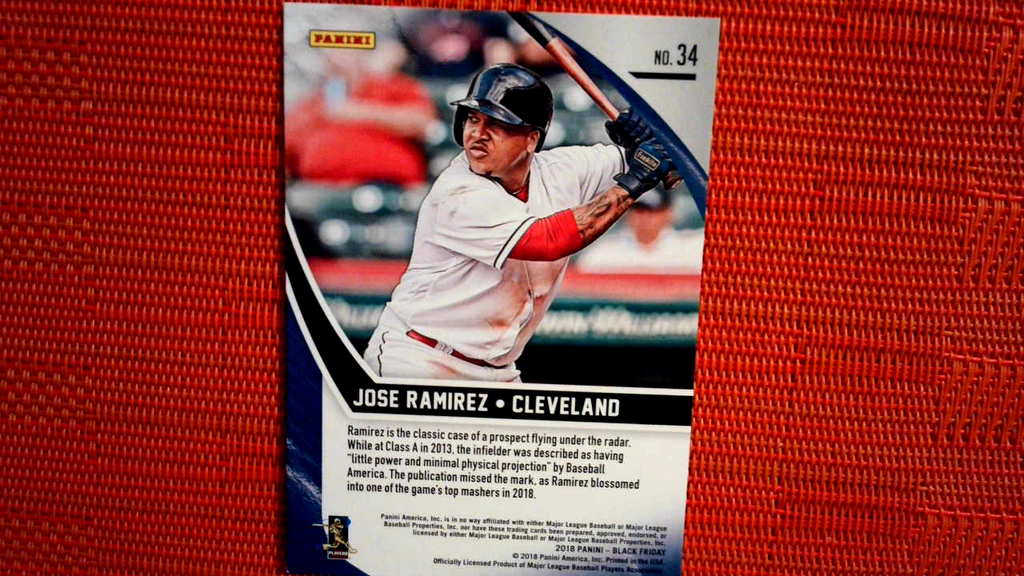 PANINI
NO. 34
JOSE RAMIREZ • CLEVELAND
Ramirez is the classic case of a prospect flying under the radar.
While at Class A in 2013, the infielder was described as having
"little power and minimal physical projection" by Baseball
America. The publication missed the mark, as Ramirez blossomed
into one of the game's top mashers in 2018.
Panini America, Inc. is in no way affiliated with either Major League Baseball or Major League
Baseball Properties, Inc. nor have these trading cards been prepared, approved, endorsed, or
licensed by either Major League Baseball or Major League Baseball Properties, Inc.
2018 PANINI – BLACK FRIDAY
© 2018 Panini America, Inc. Printed in the USA.
Officially Licensed Product of Major League Baseball Players Association.
PLAYERS